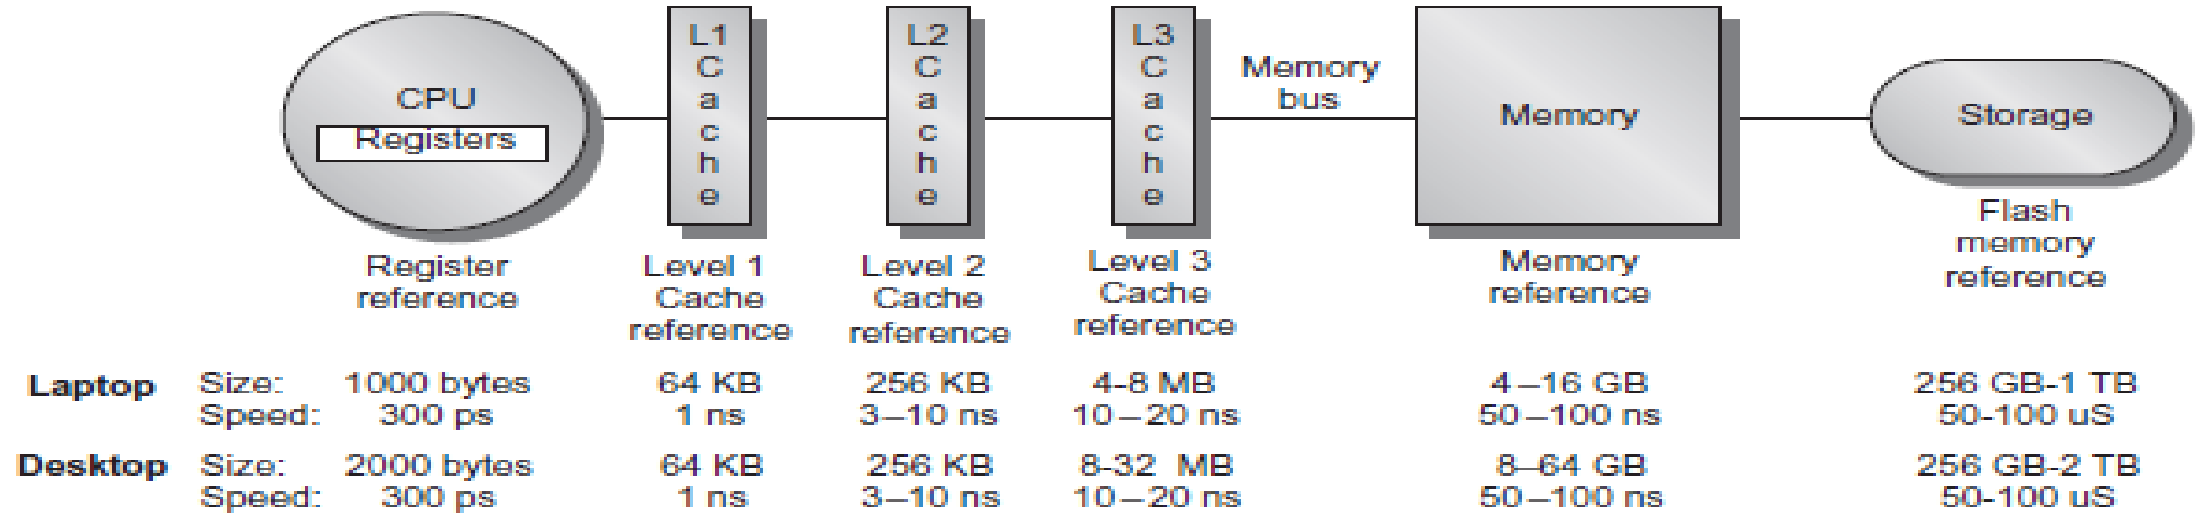 CPU
Registers
L1
C
a
c
h
e
L2
C
a
c
h
e
L3
C
a
c
h
e
Memory
bus
Memory
Storage
Register
reference
Level 1
Cache
reference
Level 2
Cache
reference
Level 3
Cache
reference
Memory
reference
Flash
memory
reference
Laptop Size: 1000 bytes 64 KB 256 KB 4-8 MB 4–16 GB 256 GB-1 TB
Speed: 300 ps 1 ns 3–10 ns 10–20 ns 50–100 ns 50-100 uS
Desktop Size: 2000 bytes 64 KB 256 KB 8-32 MB 8–64 GB 256 GB-2 TB
Speed: 300 ps 1 ns 3–10 ns 10–20 ns 50–100 ns 50-100 uS